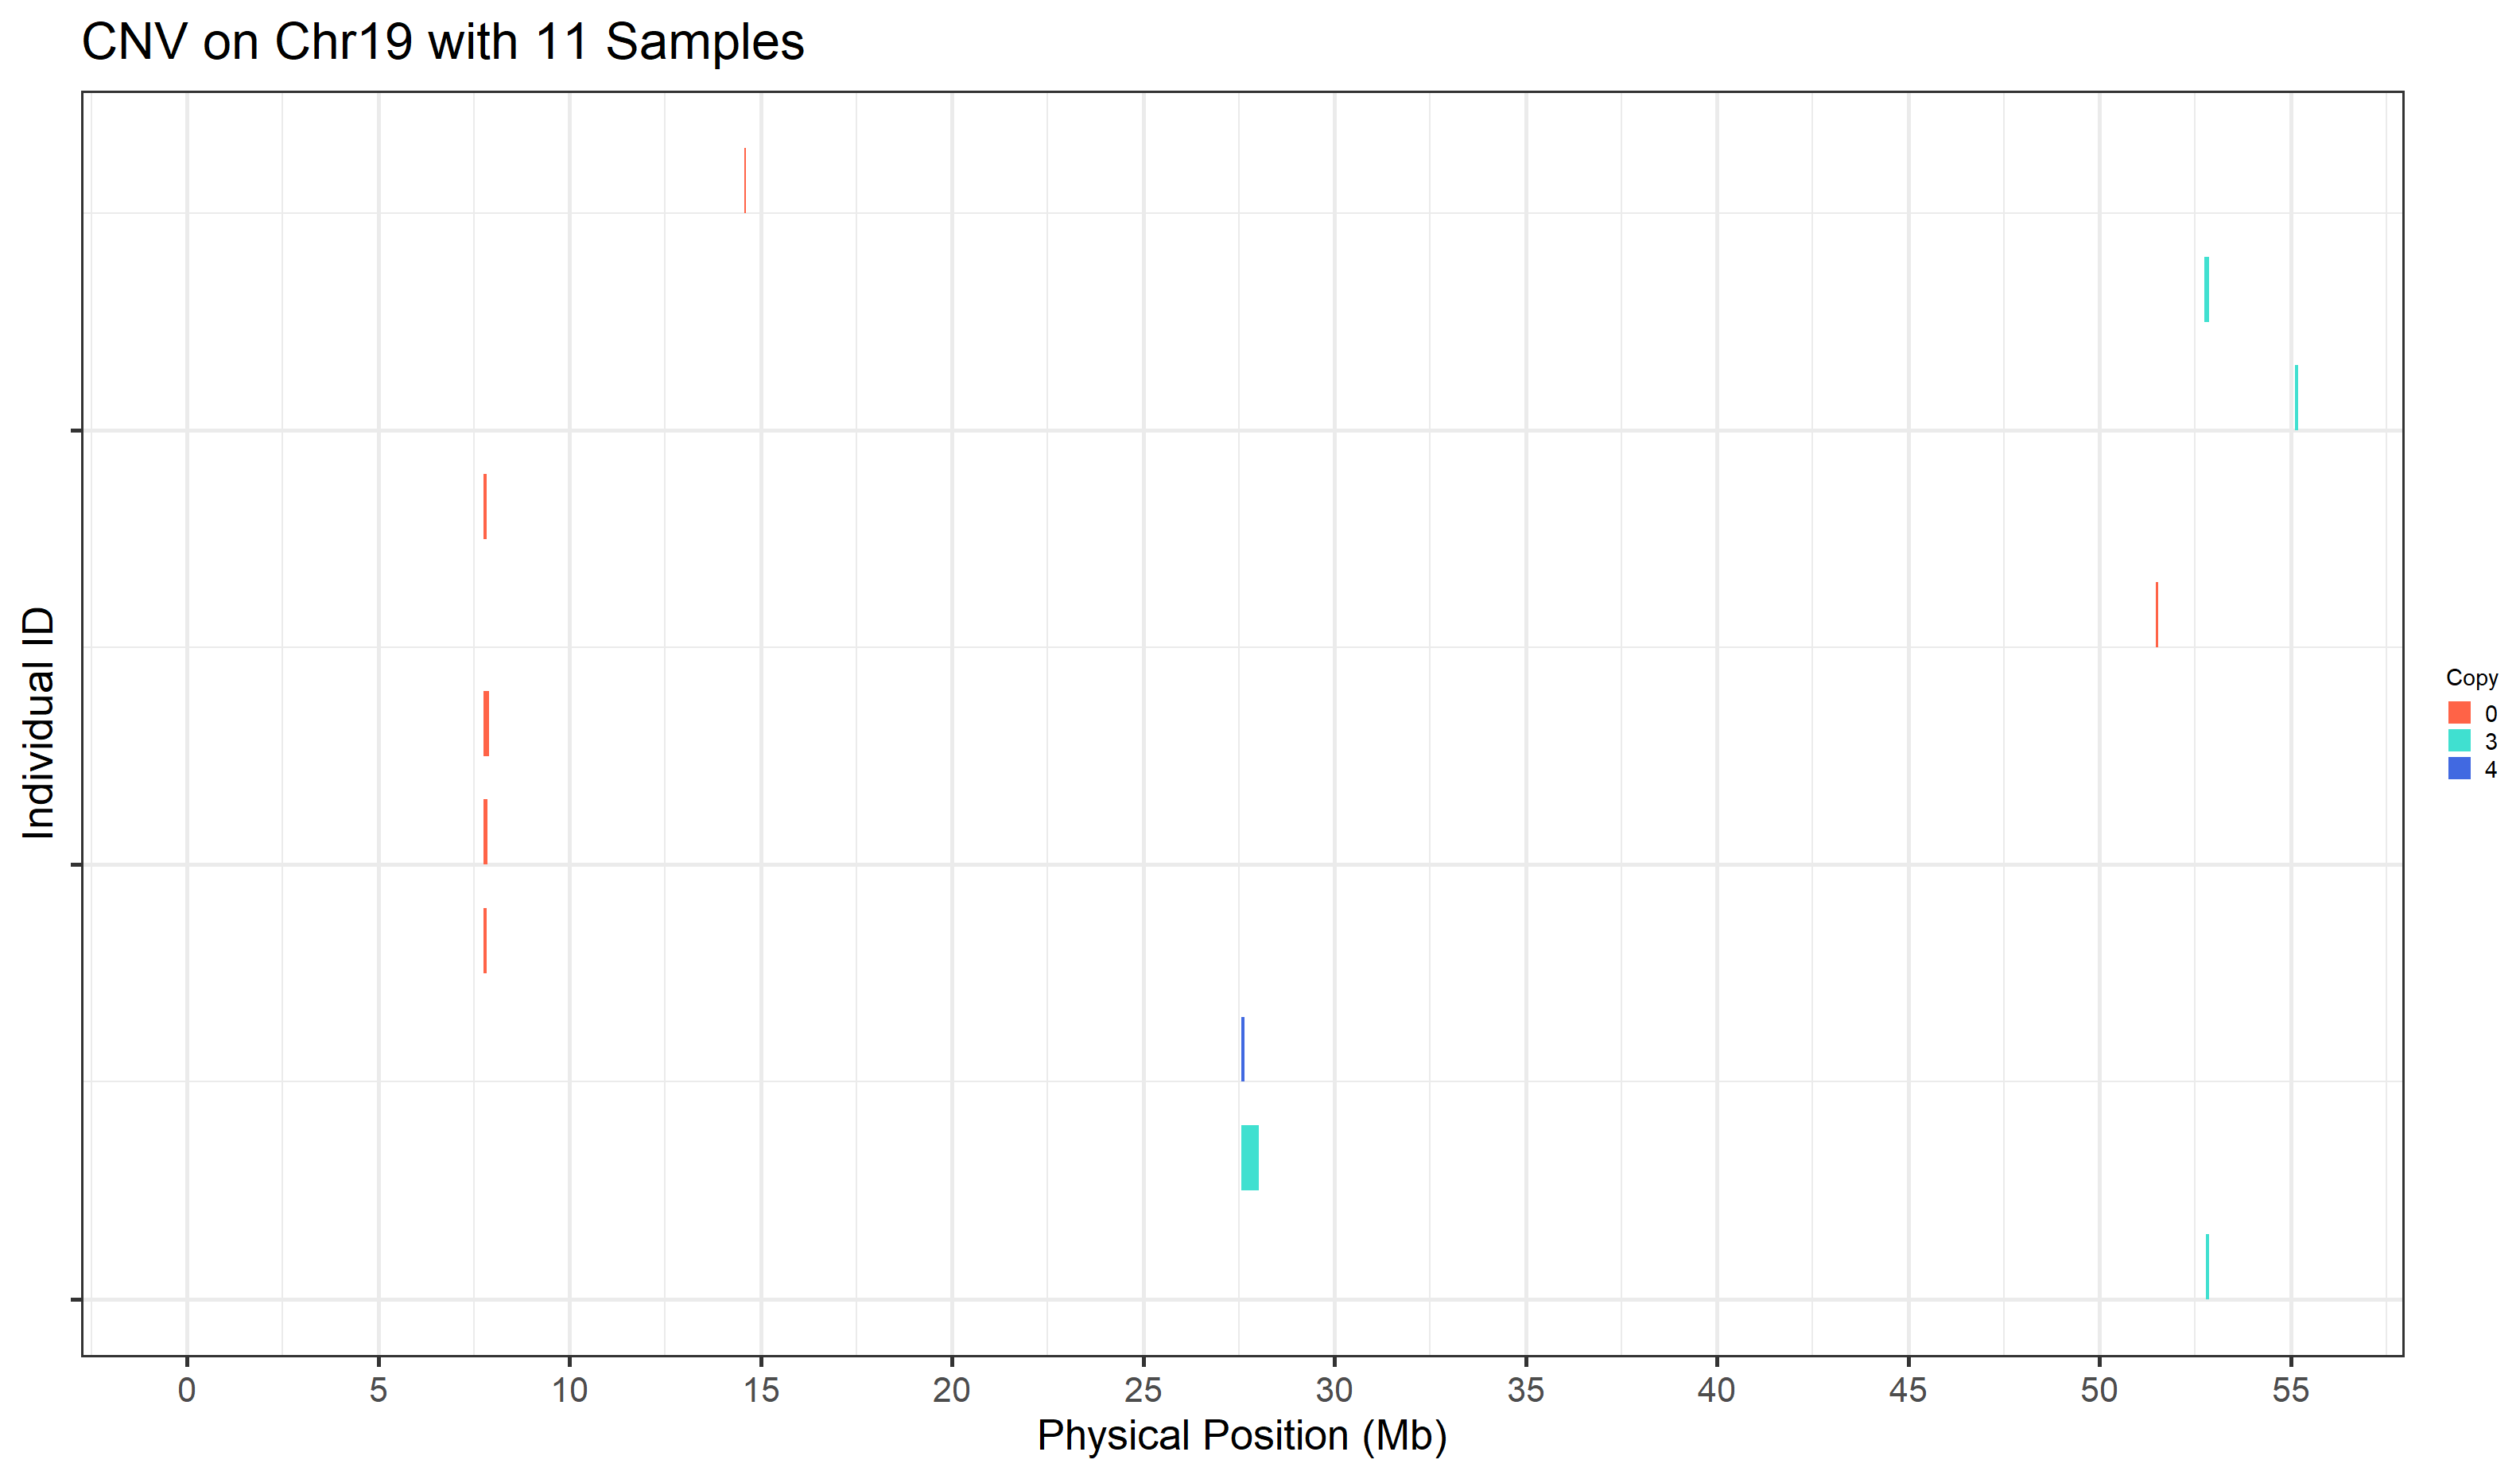 CNV on Chr19 with 11 Samples
Individual ID
Copy
0
3
4
0 5 10 15 20 25 30 35 40 45 50 55
Physical Position (Mb)